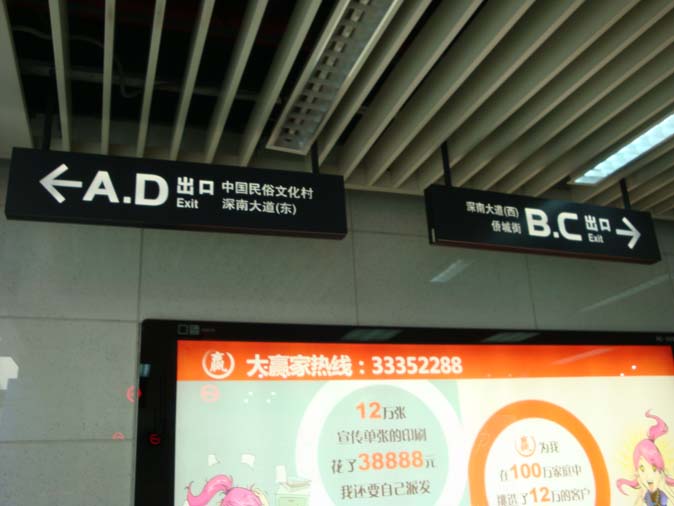 ←A.D 出口 中国民俗文化村
Exit 深南大道(东)
深南大道(西) B.C 出口→
侨城街 Exit
赢 大赢家热线：33352288
12万张
宣传单张的印刷
花了38888元
我还要自己派发
赢 为我
在100万家庭中
挑选了12万的客户